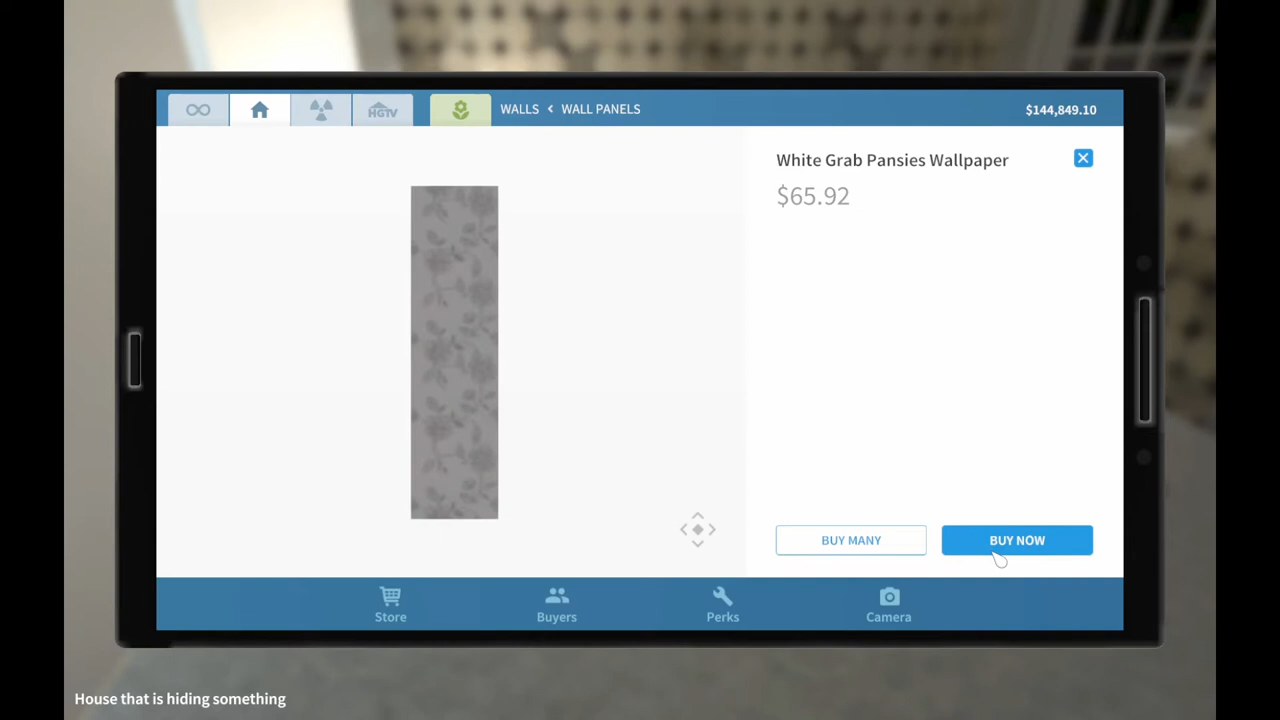 HGTV
WALLS < WALL PANELS
$144,849.10
White Grab Pansies Wallpaper
$65.92
BUY MANY
BUY NOW
Store
Buyers
Perks
Camera
House that is hiding something